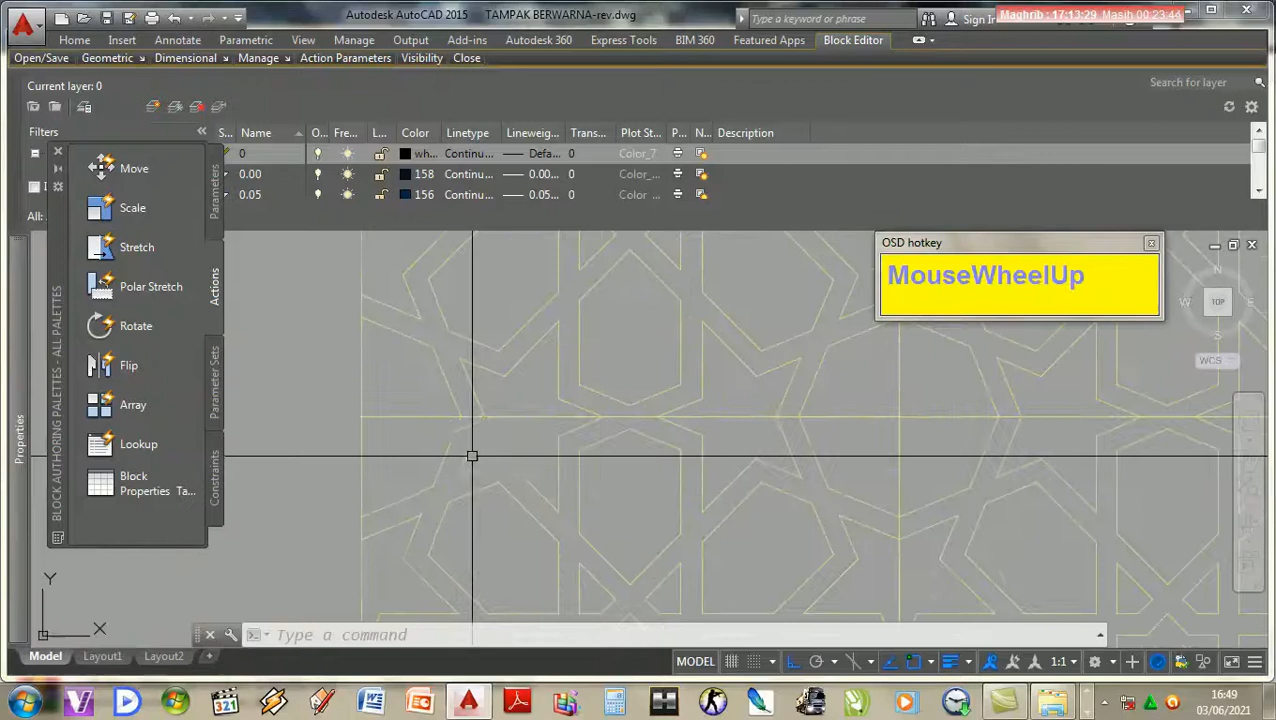 Autodesk AutoCAD 2015 TAMPAK BERWARNA-rev.dwg
Type a keyword or phrase
Sign In
Maghrib : 17:13:29 Masih 00:23:44
Home Insert Annotate Parametric View Manage Output Add-ins Autodesk 360 Express Tools BIM 360 Featured Apps Block Editor
Open/Save Geometric Dimensional Manage Action Parameters Visibility Close
Current layer: 0
Search for layer
Filters
S.. Name O.. Fre... L... Color Linetype Lineweig... Trans... Plot St... P... N... Description
0 wh... Continu... Defa... 0 Color_7
0.00 158 Continu... 0.00... 0 Color_...
0.05 156 Continu... 0.05... 0 Color ...
All:
Move
Scale
Stretch
Polar Stretch
Rotate
Flip
Array
Lookup
Block
Properties Ta...
Parameters
Actions
Parameter Sets
Constraints
BLOCK AUTHORING PALETTES - ALL PALETTES
Properties
OSD hotkey
MouseWheelUp
N
W TOP E
S
WCS
Y
X
Type a command
Model Layout1 Layout2 +
MODEL
1:1
321
16:49
03/06/2021